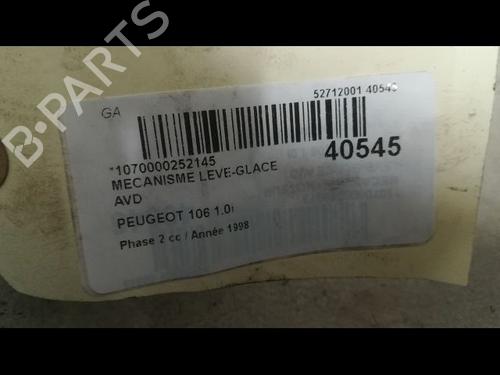 GA
52712001 40545
*1070000252145
40545
MECANISME LEVE-GLACE
AVD
PEUGEOT 106 1.0i
Phase 2 cc / Année 1998
B-PARTS